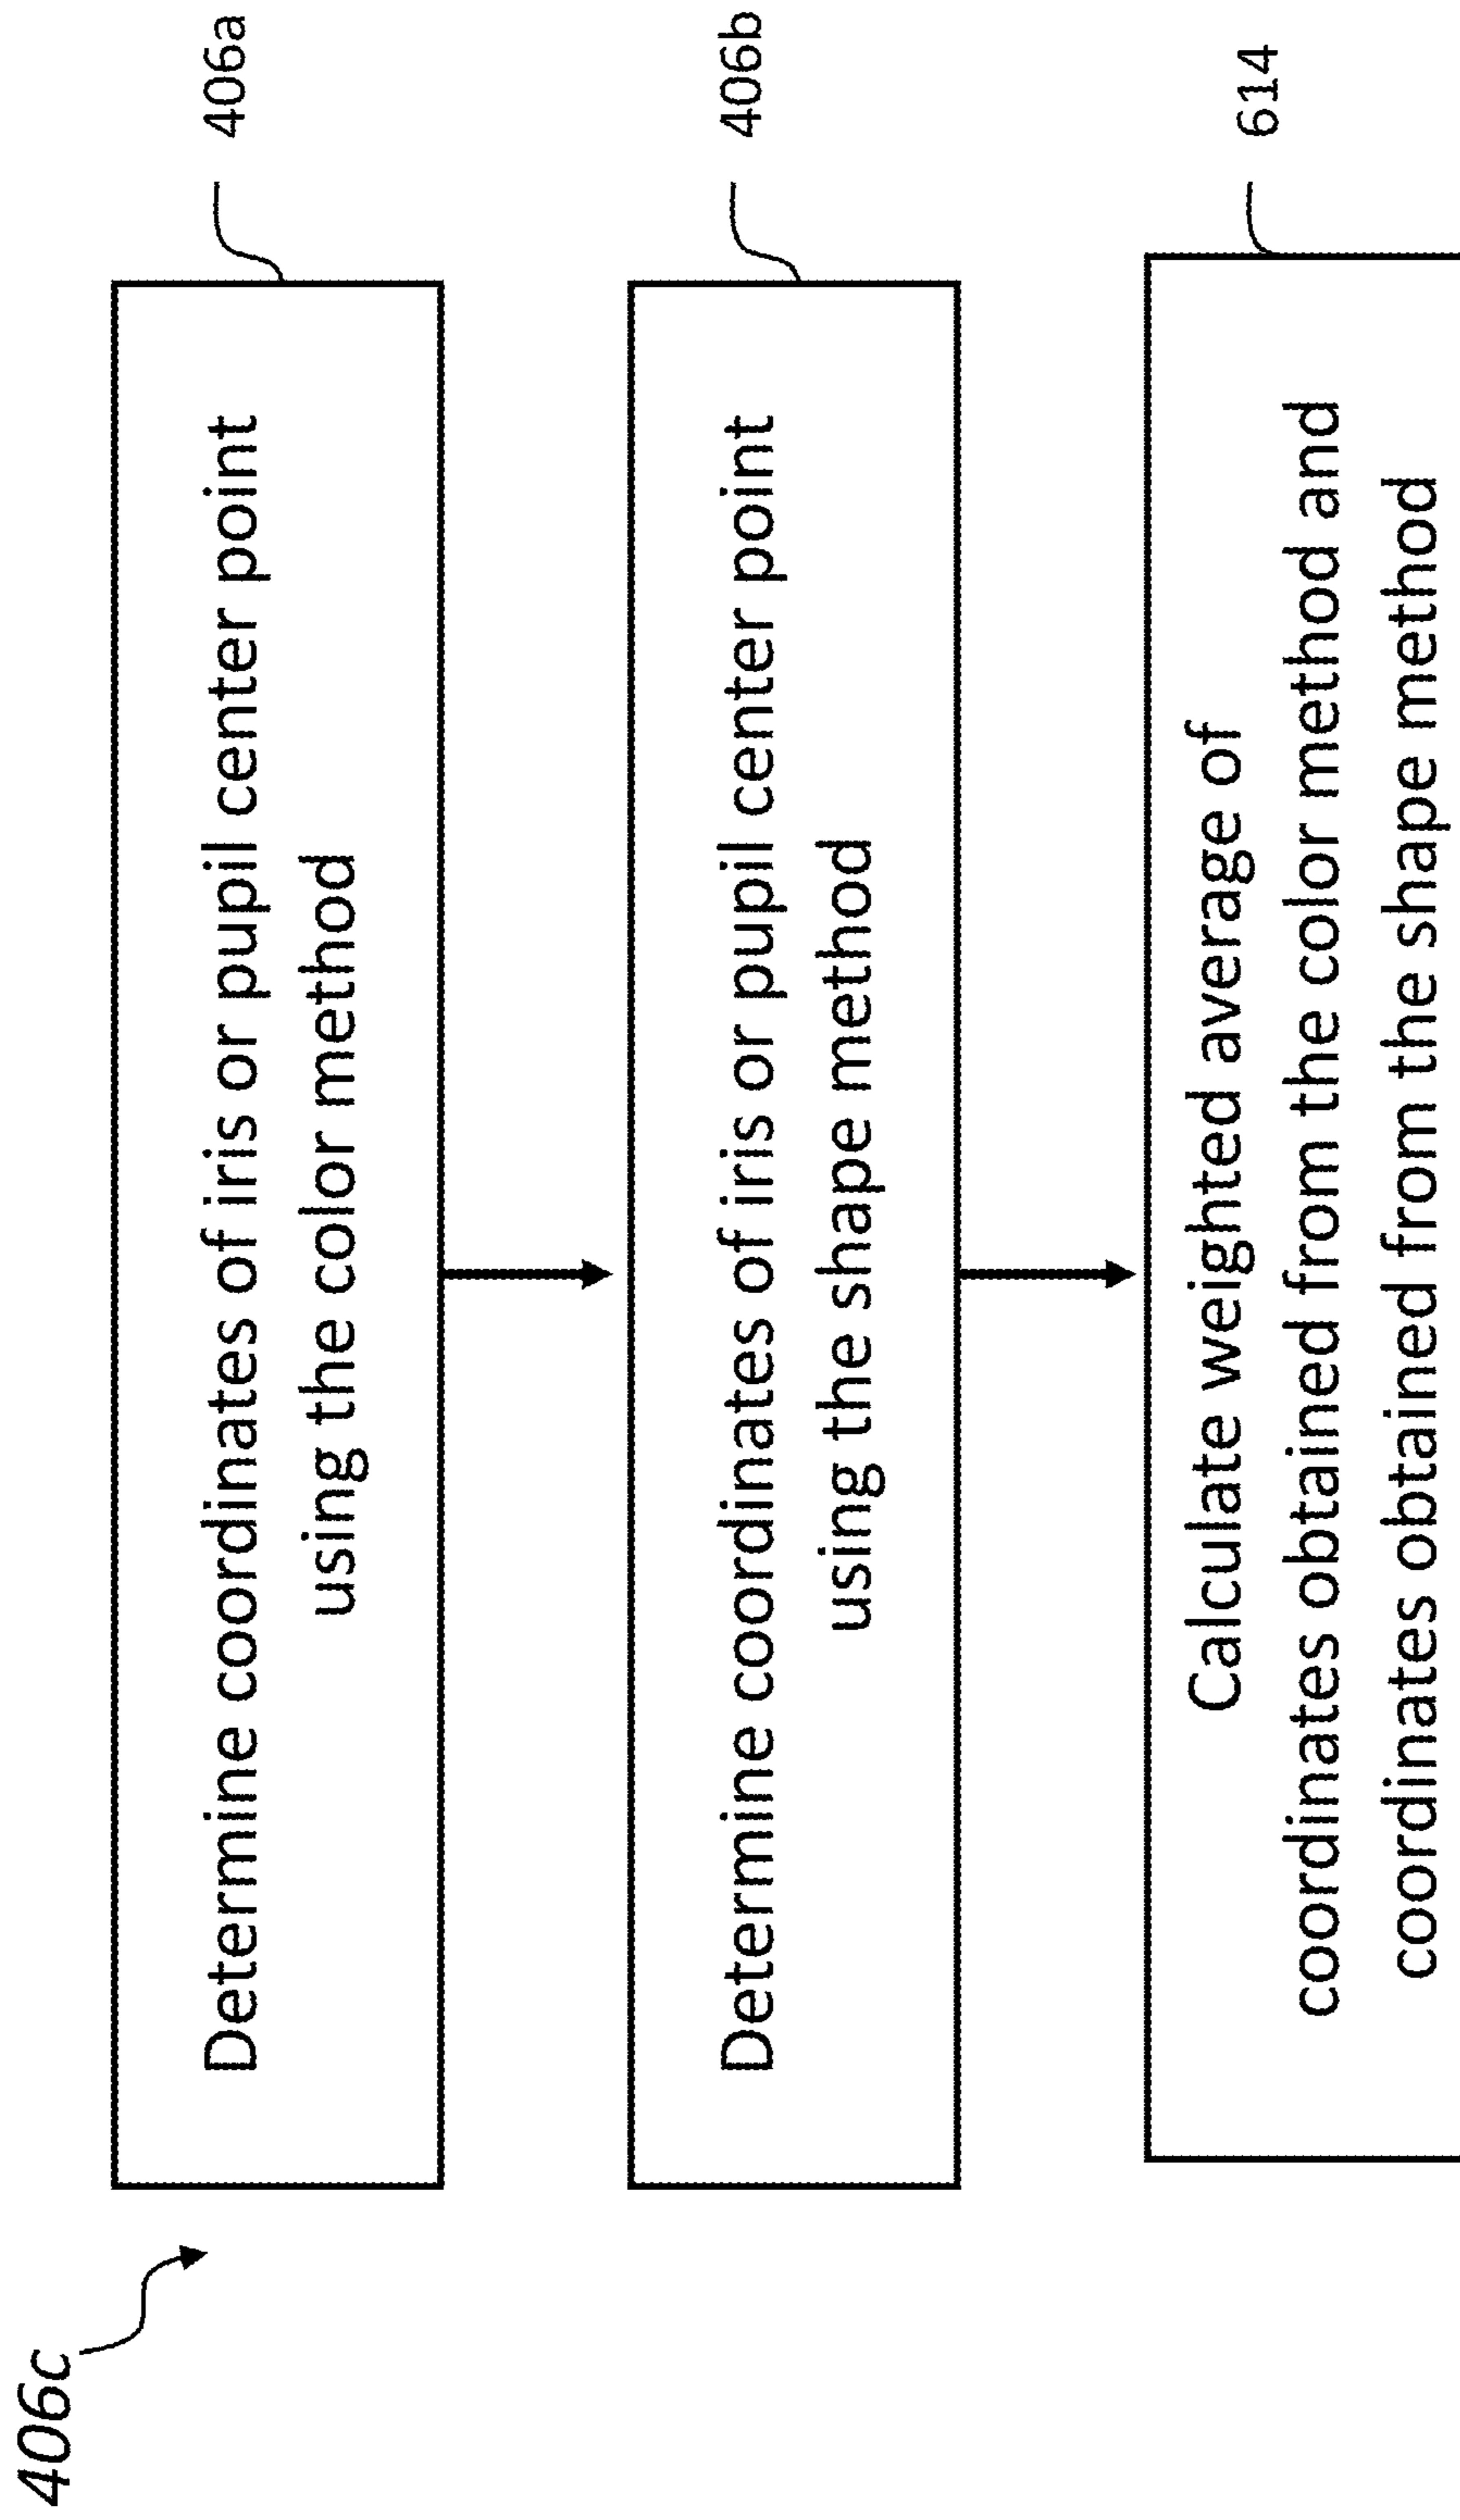 406c
Determine coordinates of iris or pupil center point
using the color method
406a
Determine coordinates of iris or pupil center point
using the shape method
406b
Calculate weighted average of
coordinates obtained from the color method and
coordinates obtained from the shape method
614